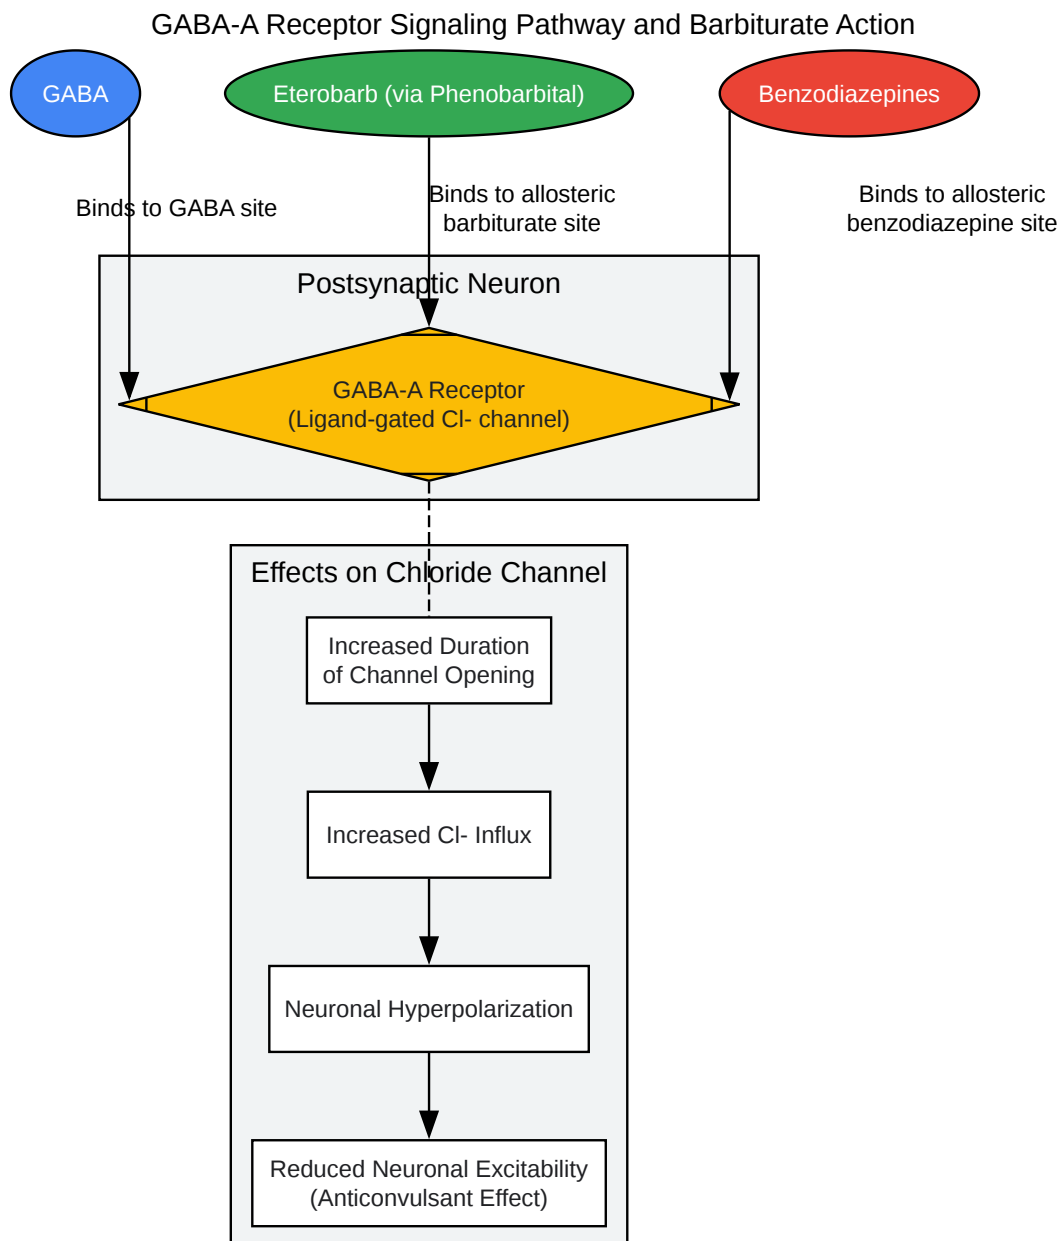 GABA-A Receptor Signaling Pathway and Barbiturate Action
GABA
Eterobarb (via Phenobarbital)
Benzodiazepines
Binds to GABA site
Binds to allosteric
barbiturate site
Binds to allosteric
benzodiazepine site
Postsynaptic Neuron
GABA-A Receptor
(Ligand-gated Cl- channel)
Effects on Chloride Channel
Increased Duration
of Channel Opening
Increased Cl- Influx
Neuronal Hyperpolarization
Reduced Neuronal Excitability
(Anticonvulsant Effect)